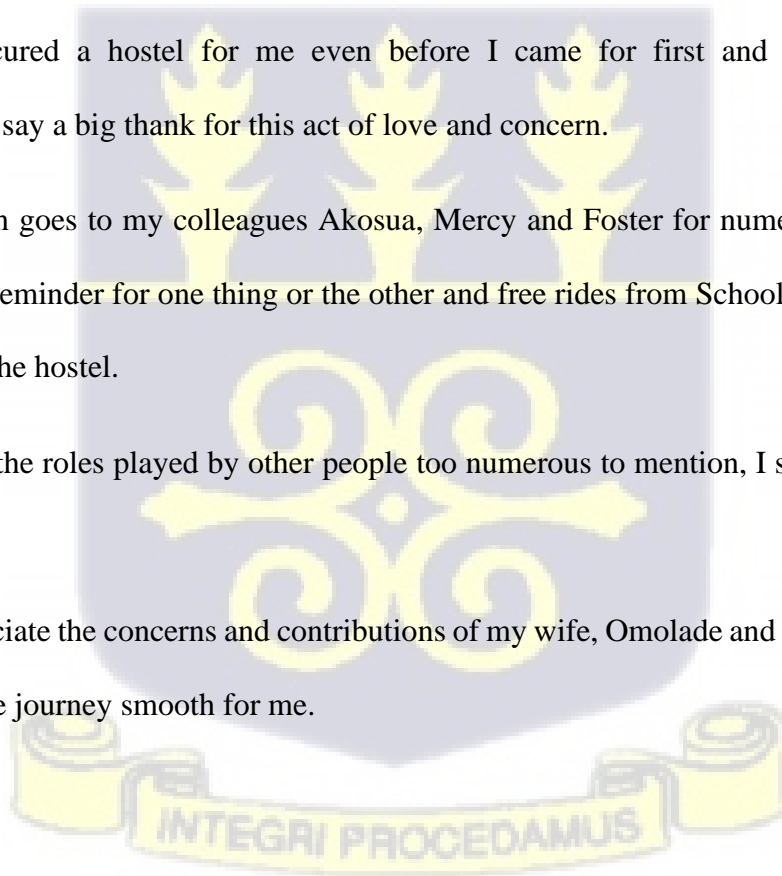 cured a hostel for me even before I came for first and
say a big thank for this act of love and concern.
n goes to my colleagues Akosua, Mercy and Foster for nume
eminder for one thing or the other and free rides from School
he hostel.
the roles played by other people too numerous to mention, I s
ciate the concerns and contributions of my wife, Omolade and
e journey smooth for me.
INTEGRI PROCEDAMUS